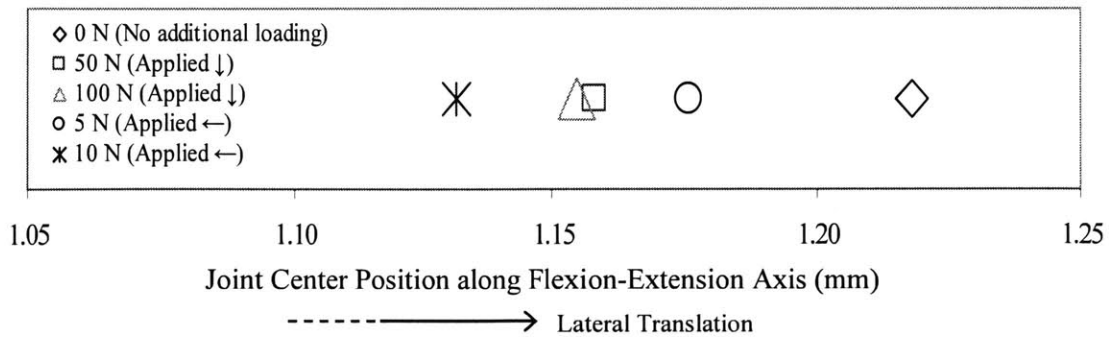 ◇ 0 N (No additional loading)
□ 50 N (Applied ↓)
△ 100 N (Applied ↓)
○ 5 N (Applied ←)
ж 10 N (Applied ←)
1.05 1.10 1.15 1.20 1.25
Joint Center Position along Flexion-Extension Axis (mm)
Lateral Translation